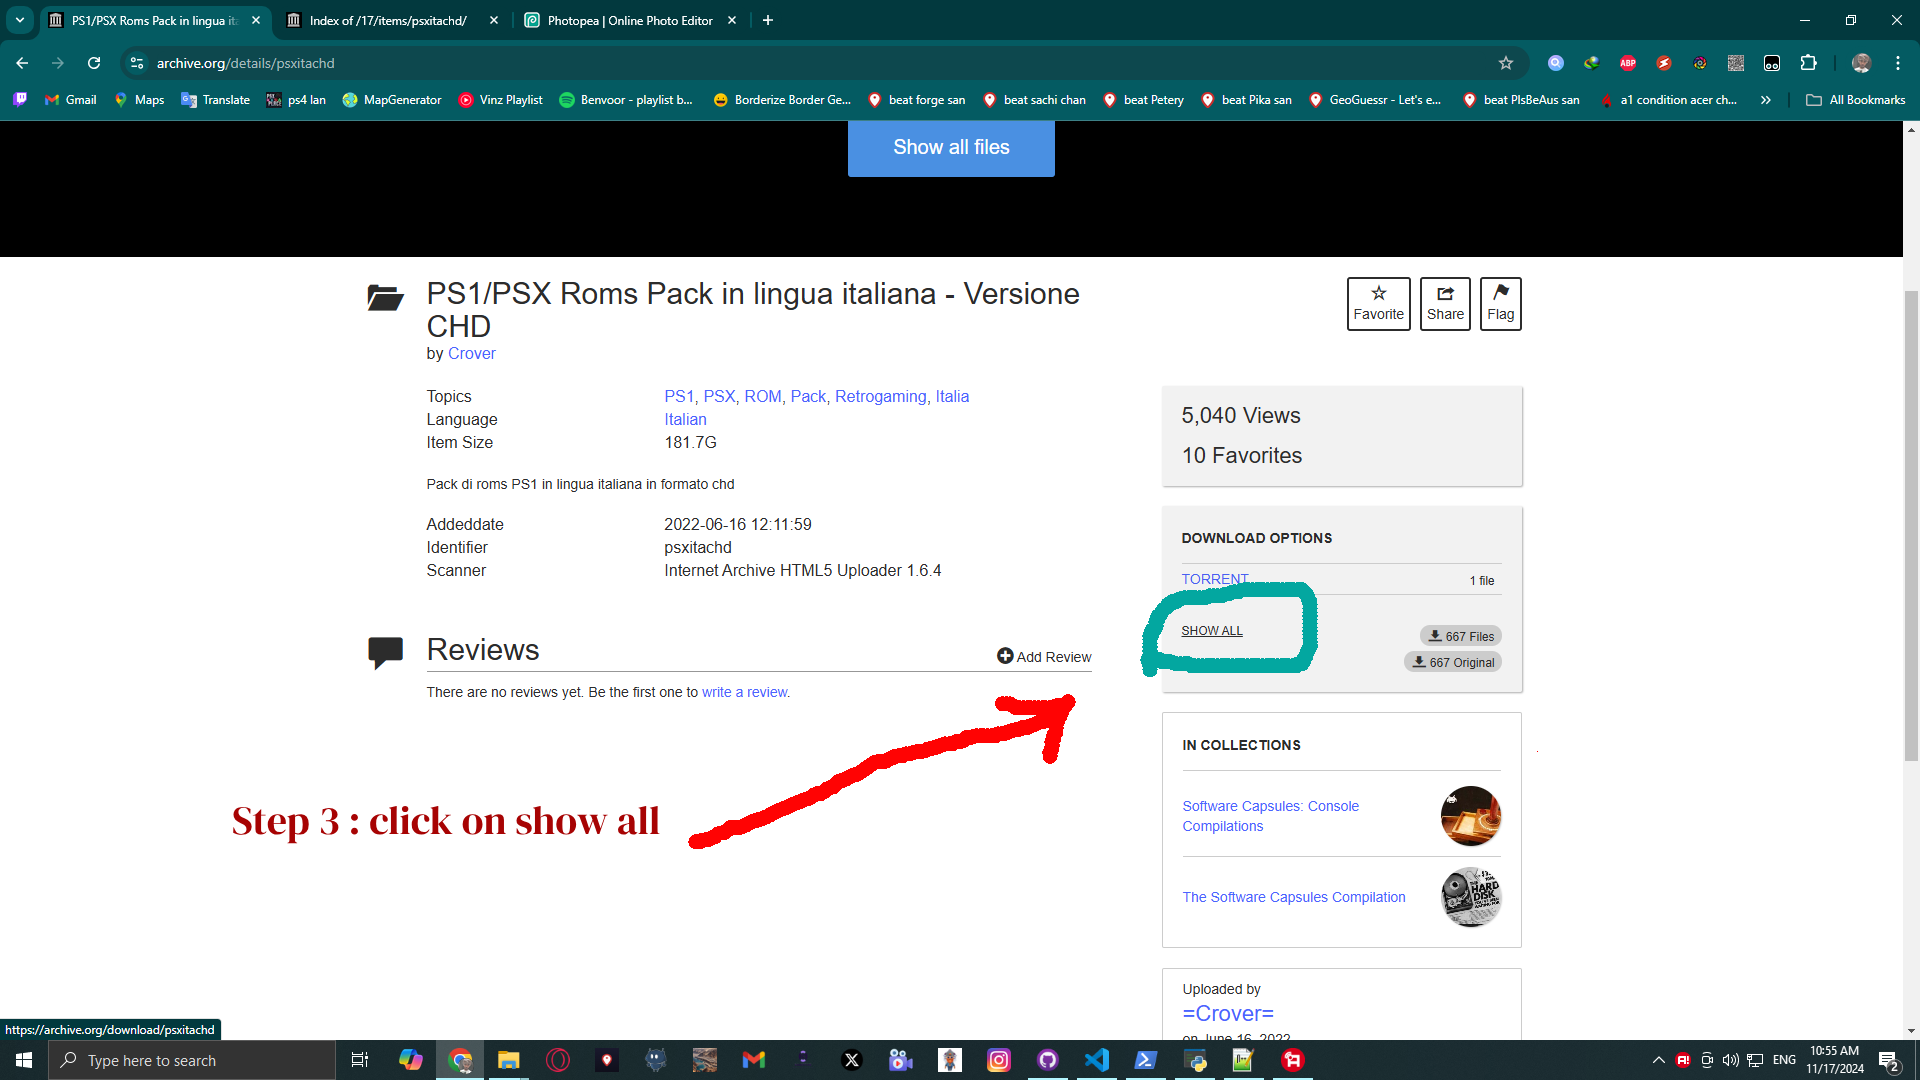 PS1/PSX Roms Pack in lingua ita
Index of /17/items/psxitachd/
Photopea | Online Photo Editor
archive.org/details/psxitachd
ABP
Gmail
Maps
Translate
ps4 lan
MapGenerator
Vinz Playlist
Benvoor - playlist b...
Borderize Border Ge...
beat forge san
beat sachi chan
beat Petery
beat Pika san
GeoGuessr - Let's e...
beat PlsBeAus san
a1 condition acer ch...
All Bookmarks
Show all files
PS1/PSX Roms Pack in lingua italiana - Versione
CHD
by Crover
Favorite
Share
Flag
Topics PS1, PSX, ROM, Pack, Retrogaming, Italia
Language Italian
Item Size 181.7G
Pack di roms PS1 in lingua italiana in formato chd
Addeddate 2022-06-16 12:11:59
Identifier psxitachd
Scanner Internet Archive HTML5 Uploader 1.6.4
Reviews
Add Review
There are no reviews yet. Be the first one to write a review.
5,040 Views
10 Favorites
DOWNLOAD OPTIONS
TORRENT 1 file
SHOW ALL
667 Files
667 Original
IN COLLECTIONS
Software Capsules: Console
Compilations
The Software Capsules Compilation
HARD
DISK
Uploaded by
=Crover=
on June 16, 2022
Step 3 : click on show all
https://archive.org/download/psxitachd
Type here to search
ENG
10:55 AM
11/17/2024
2